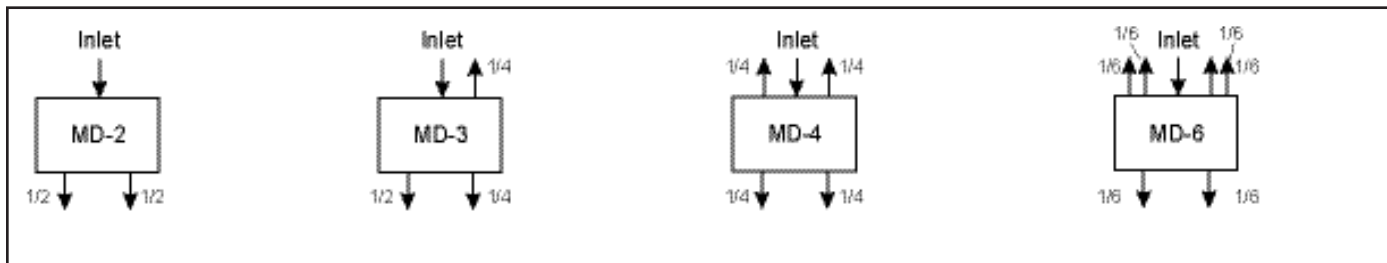 Inlet
MD-2
1/2 1/2
Inlet
1/4
MD-3
1/2 1/4
Inlet
1/4 1/4
MD-4
1/4 1/4
1/6 Inlet 1/6
1/6 1/6
MD-6
1/6 1/6